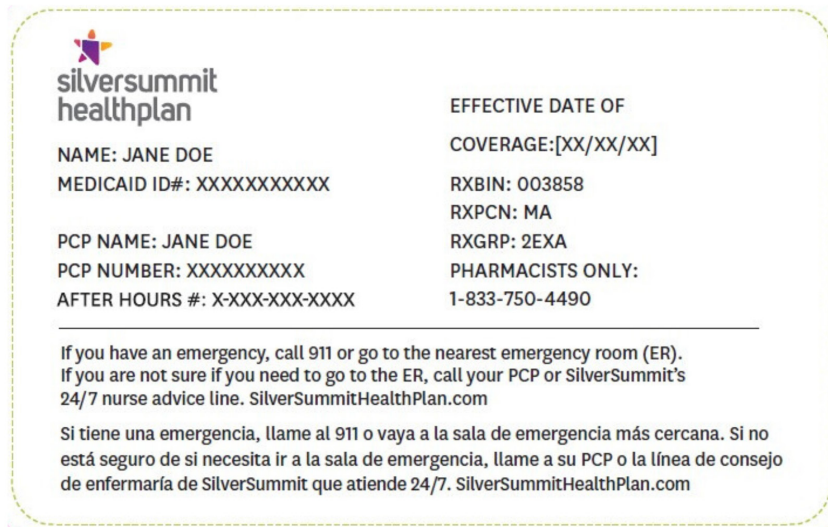 silversummit
healthplan
NAME: JANE DOE
MEDICAID ID#: XXXXXXXXXXX
PCP NAME: JANE DOE
PCP NUMBER: XXXXXXXXXX
AFTER HOURS #: X-XXX-XXX-XXXX
EFFECTIVE DATE OF
COVERAGE:[XX/XX/XX]
RXBIN: 003858
RXPCN: MA
RXGRP: 2EXA
PHARMACISTS ONLY:
1-833-750-4490
If you have an emergency, call 911 or go to the nearest emergency room (ER).
If you are not sure if you need to go to the ER, call your PCP or SilverSummit's
24/7 nurse advice line. SilverSummitHealthPlan.com
Si tiene una emergencia, llame al 911 o vaya a la sala de emergencia más cercana. Si no
está seguro de si necesita ir a la sala de emergencia, llame a su PCP o la línea de consejo
de enfermaría de SilverSummit que atiende 24/7. SilverSummitHealthPlan.com